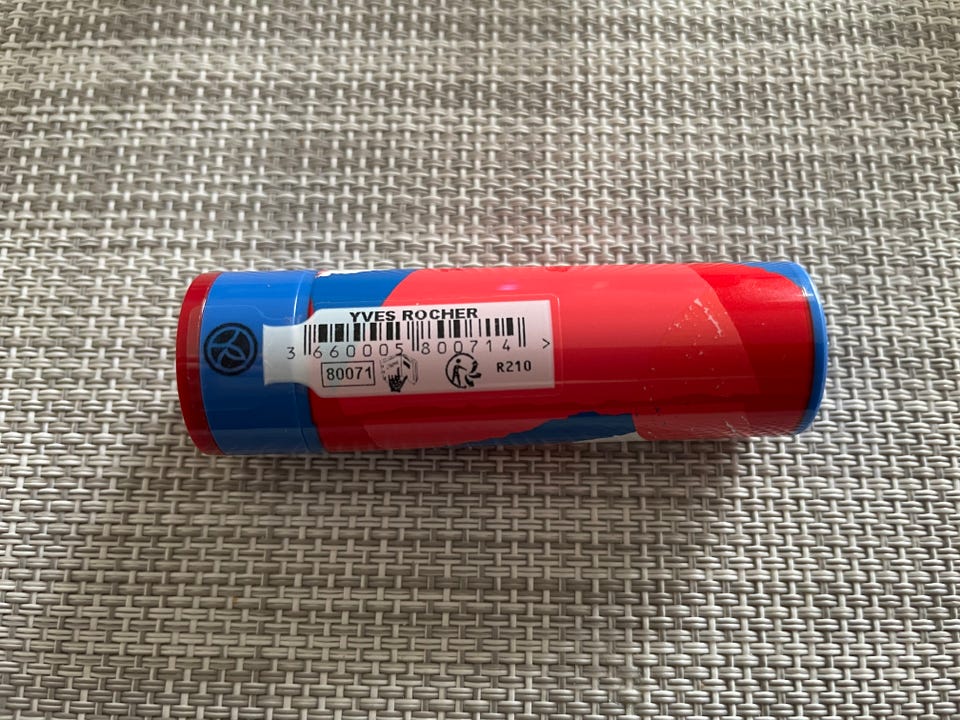 YVES ROCHER
3 660005 800714 >
80071
R210